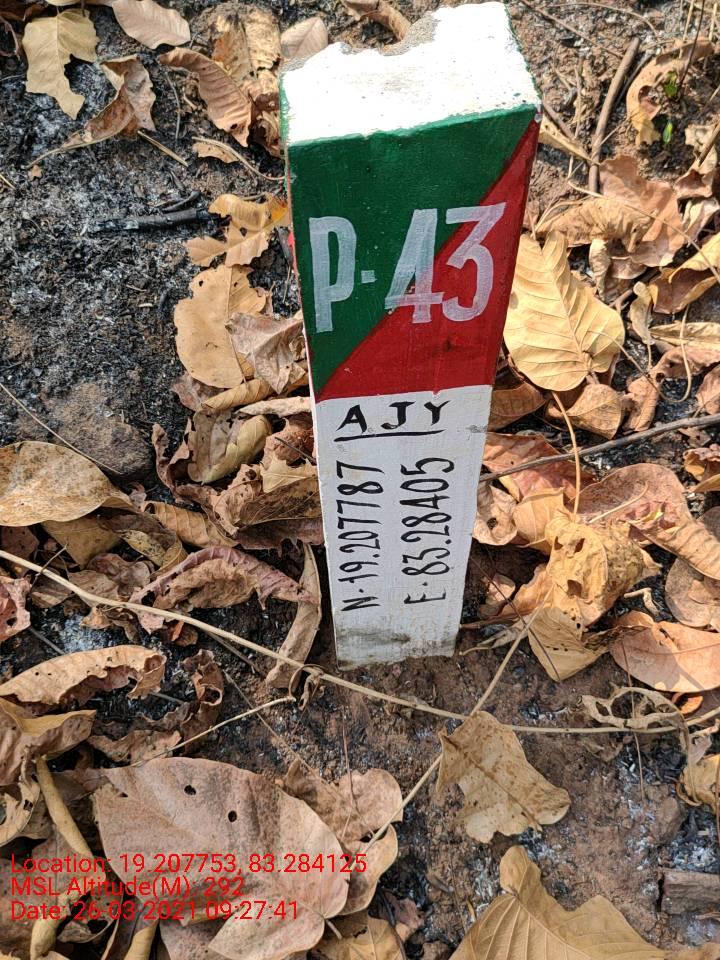 P-43
AJY
N-19.207787
E-83.28405
Location: 19.207753, 83.284125
MSL Altitude(M): 292
Date: 26-03-2021 09:27:41